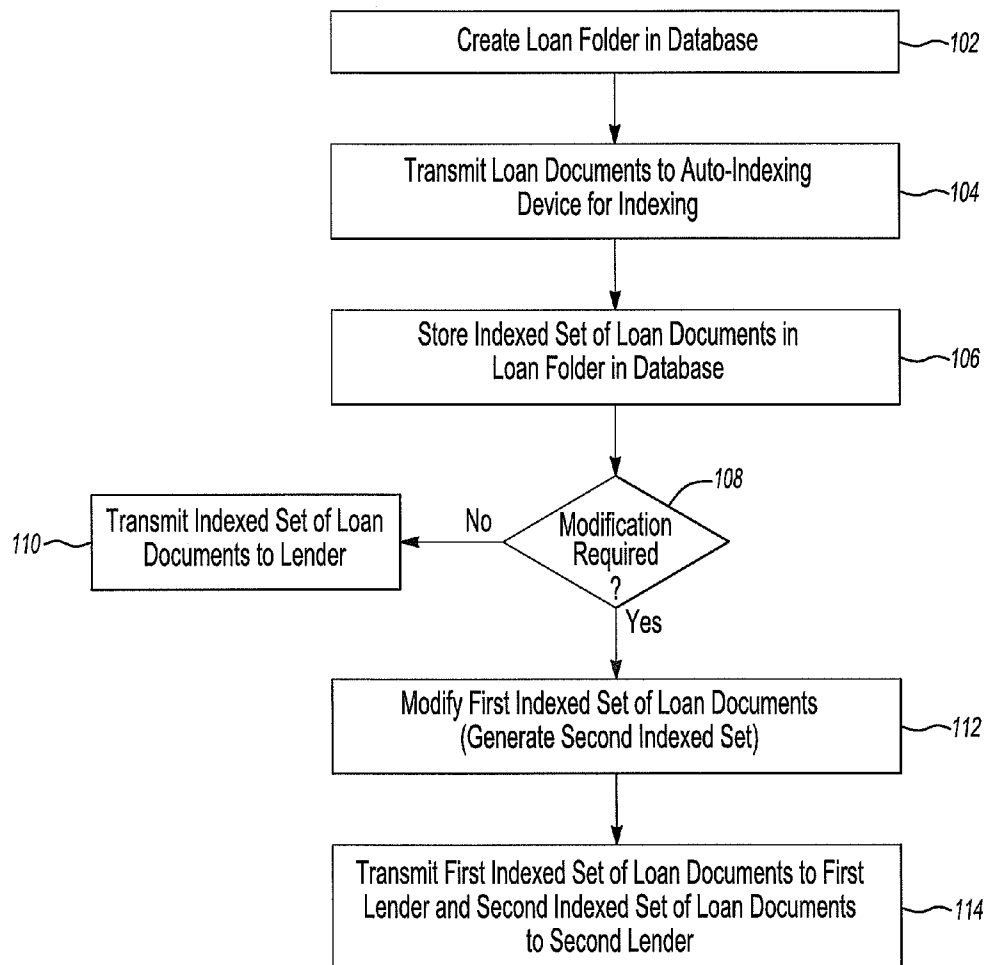 Create Loan Folder in Database
102
Transmit Loan Documents to Auto-Indexing
Device for Indexing
104
Store Indexed Set of Loan Documents in
Loan Folder in Database
106
108
Modification
Required
?
No
Transmit Indexed Set of Loan
Documents to Lender
110
Yes
Modify First Indexed Set of Loan Documents
(Generate Second Indexed Set)
112
Transmit First Indexed Set of Loan Documents to First
Lender and Second Indexed Set of Loan Documents
to Second Lender
114